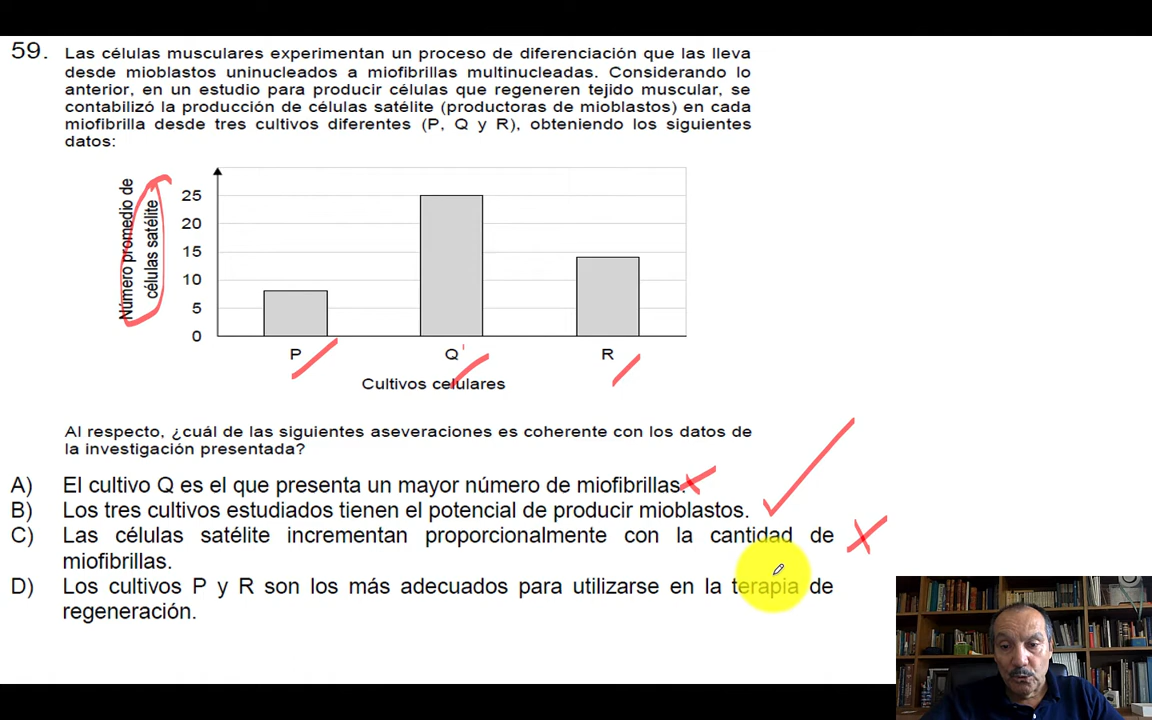 59. Las células musculares experimentan un proceso de diferenciación que las lleva
desde mioblastos uninucleados a miofibrillas multinucleadas. Considerando lo
anterior, en un estudio para producir células que regeneren tejido muscular, se
contabilizó la producción de células satélite (productoras de mioblastos) en cada
miofibrilla desde tres cultivos diferentes (P, Q y R), obteniendo los siguientes
datos:
Número promedio de
células satélite
25
20
15
10
5
0
P
Q
R
Cultivos celulares
Al respecto, ¿cuál de las siguientes aseveraciones es coherente con los datos de
la investigación presentada?
A) El cultivo Q es el que presenta un mayor número de miofibrillas.
B) Los tres cultivos estudiados tienen el potencial de producir mioblastos.
C) Las células satélite incrementan proporcionalmente con la cantidad de
miofibrillas.
D) Los cultivos P y R son los más adecuados para utilizarse en la terapia de
regeneración.